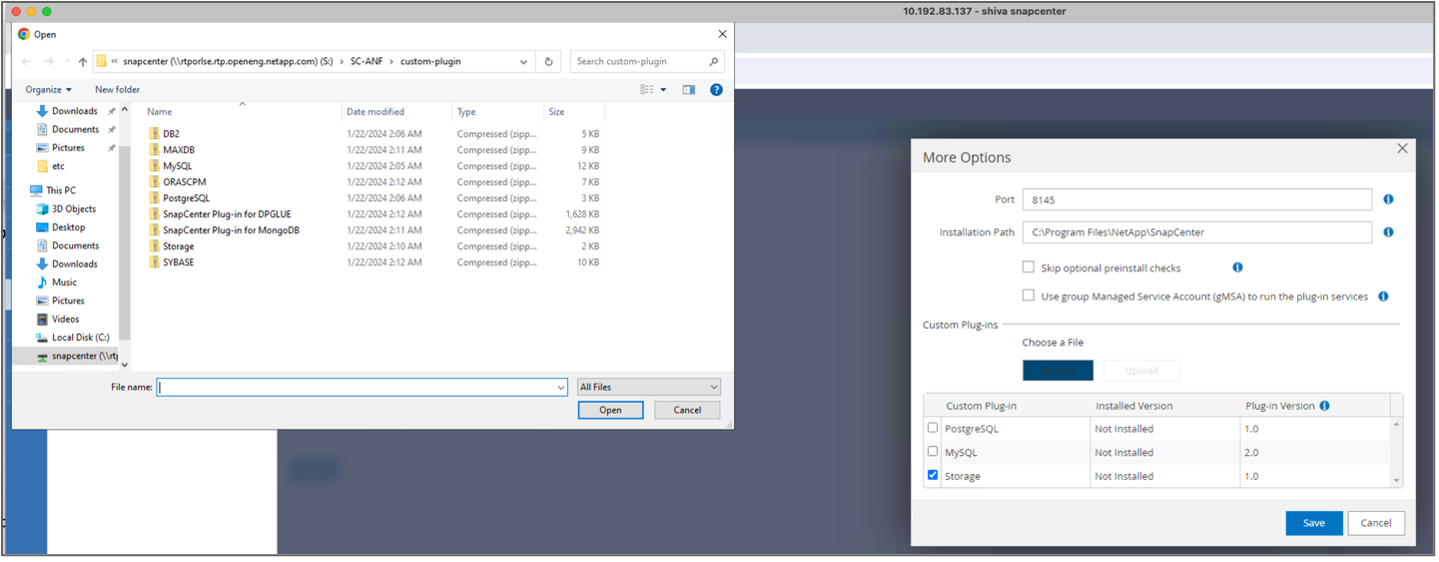 10.192.83.137 - shiva snapcenter
Open
« snapcenter (\\rtporlse.rtp.openeng.netapp.com) (S:) > SC-ANF > custom-plugin
Search custom-plugin
Organize
New folder
Downloads
Documents
Pictures
etc
This PC
3D Objects
Desktop
Documents
Downloads
Music
Pictures
Videos
Local Disk (C:)
snapcenter (\\rtp
Name Date modified Type Size
DB2 1/22/2024 2:06 AM Compressed (zipp... 5 KB
MAXDB 1/22/2024 2:11 AM Compressed (zipp... 9 KB
MySQL 1/22/2024 2:05 AM Compressed (zipp... 12 KB
ORASCPM 1/22/2024 2:12 AM Compressed (zipp... 7 KB
PostgreSQL 1/22/2024 2:06 AM Compressed (zipp... 3 KB
SnapCenter Plug-in for DPGLUE 1/22/2024 2:12 AM Compressed (zipp... 1,628 KB
SnapCenter Plug-in for MongoDB 1/22/2024 2:11 AM Compressed (zipp... 2,942 KB
Storage 1/22/2024 2:10 AM Compressed (zipp... 2 KB
SYBASE 1/22/2024 2:12 AM Compressed (zipp... 10 KB
File name:
All Files
Open Cancel
More Options
Port 8145
Installation Path C:\Program Files\NetApp\SnapCenter
Skip optional preinstall checks
Use group Managed Service Account (gMSA) to run the plug-in services
Custom Plug-ins
Choose a File
Upload
Custom Plug-in Installed Version Plug-in Version
PostgreSQL Not Installed 1.0
MySQL Not Installed 2.0
Storage Not Installed 1.0
Save Cancel